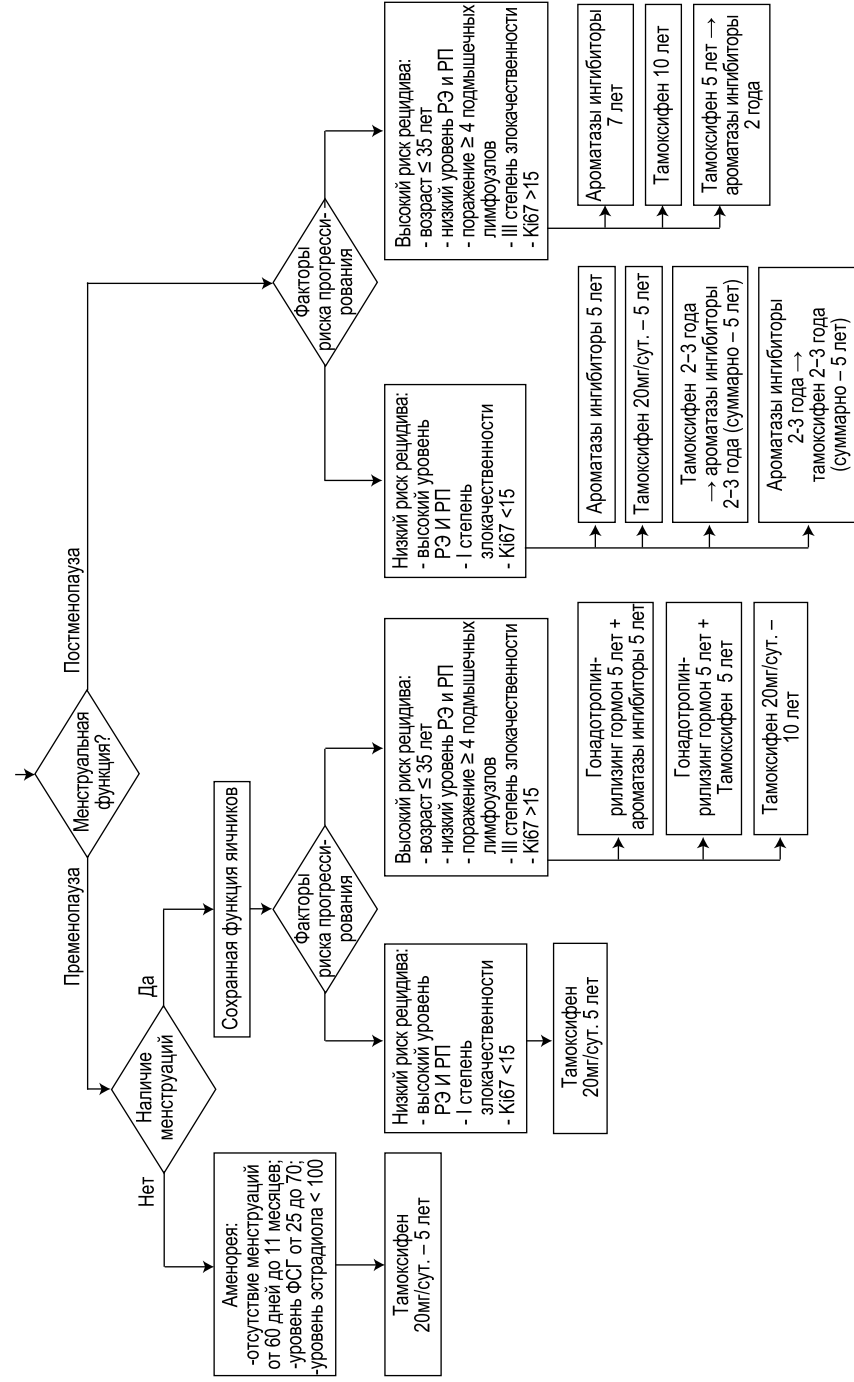 Менструальная
функция?
Пременопауза
Постменопауза
Наличие
менструаций
Нет
Да
Аменорея:
-отсутствие менструаций
от 60 дней до 11 месяцев;
-уровень ФСГ от 25 до 70;
-уровень эстрадиола < 100
Тамоксифен
20мг/сут. – 5 лет
Сохранная функция яичников
Факторы
риска прогресси-
рования
Низкий риск рецидива:
- высокий уровень
РЭ И РП
- I степень
злокачественности
- Ki67 <15
Тамоксифен
20мг/сут. 5 лет
Высокий риск рецидива:
- возраст ≤ 35 лет
- низкий уровень РЭ и РП
- поражение ≥ 4 подмышечных
лимфоузлов
- III степень злокачественности
- Ki67 >15
Гонадотропин-
рилизинг гормон 5 лет +
ароматазы ингибиторы 5 лет
Гонадотропин-
рилизинг гормон 5 лет +
Тамоксифен 5 лет
Тамоксифен 20мг/сут. –
10 лет
Факторы
риска прогресси-
рования
Низкий риск рецидива:
- высокий уровень
РЭ И РП
- I степень
злокачественности
- Ki67 <15
Ароматазы ингибиторы 5 лет
Тамоксифен 20мг/сут. – 5 лет
Тамоксифен 2–3 года
→ ароматазы ингибиторы
2–3 года (суммарно – 5 лет)
Ароматазы ингибиторы
2-3 года →
тамоксифен 2–3 года
(суммарно – 5 лет)
Высокий риск рецидива:
- возраст ≤ 35 лет
- низкий уровень РЭ и РП
- поражение ≥ 4 подмышечных
лимфоузлов
- III степень злокачественности
- Ki67 >15
Ароматазы ингибиторы
7 лет
Тамоксифен 10 лет
Тамоксифен 5 лет →
ароматазы ингибиторы
2 года